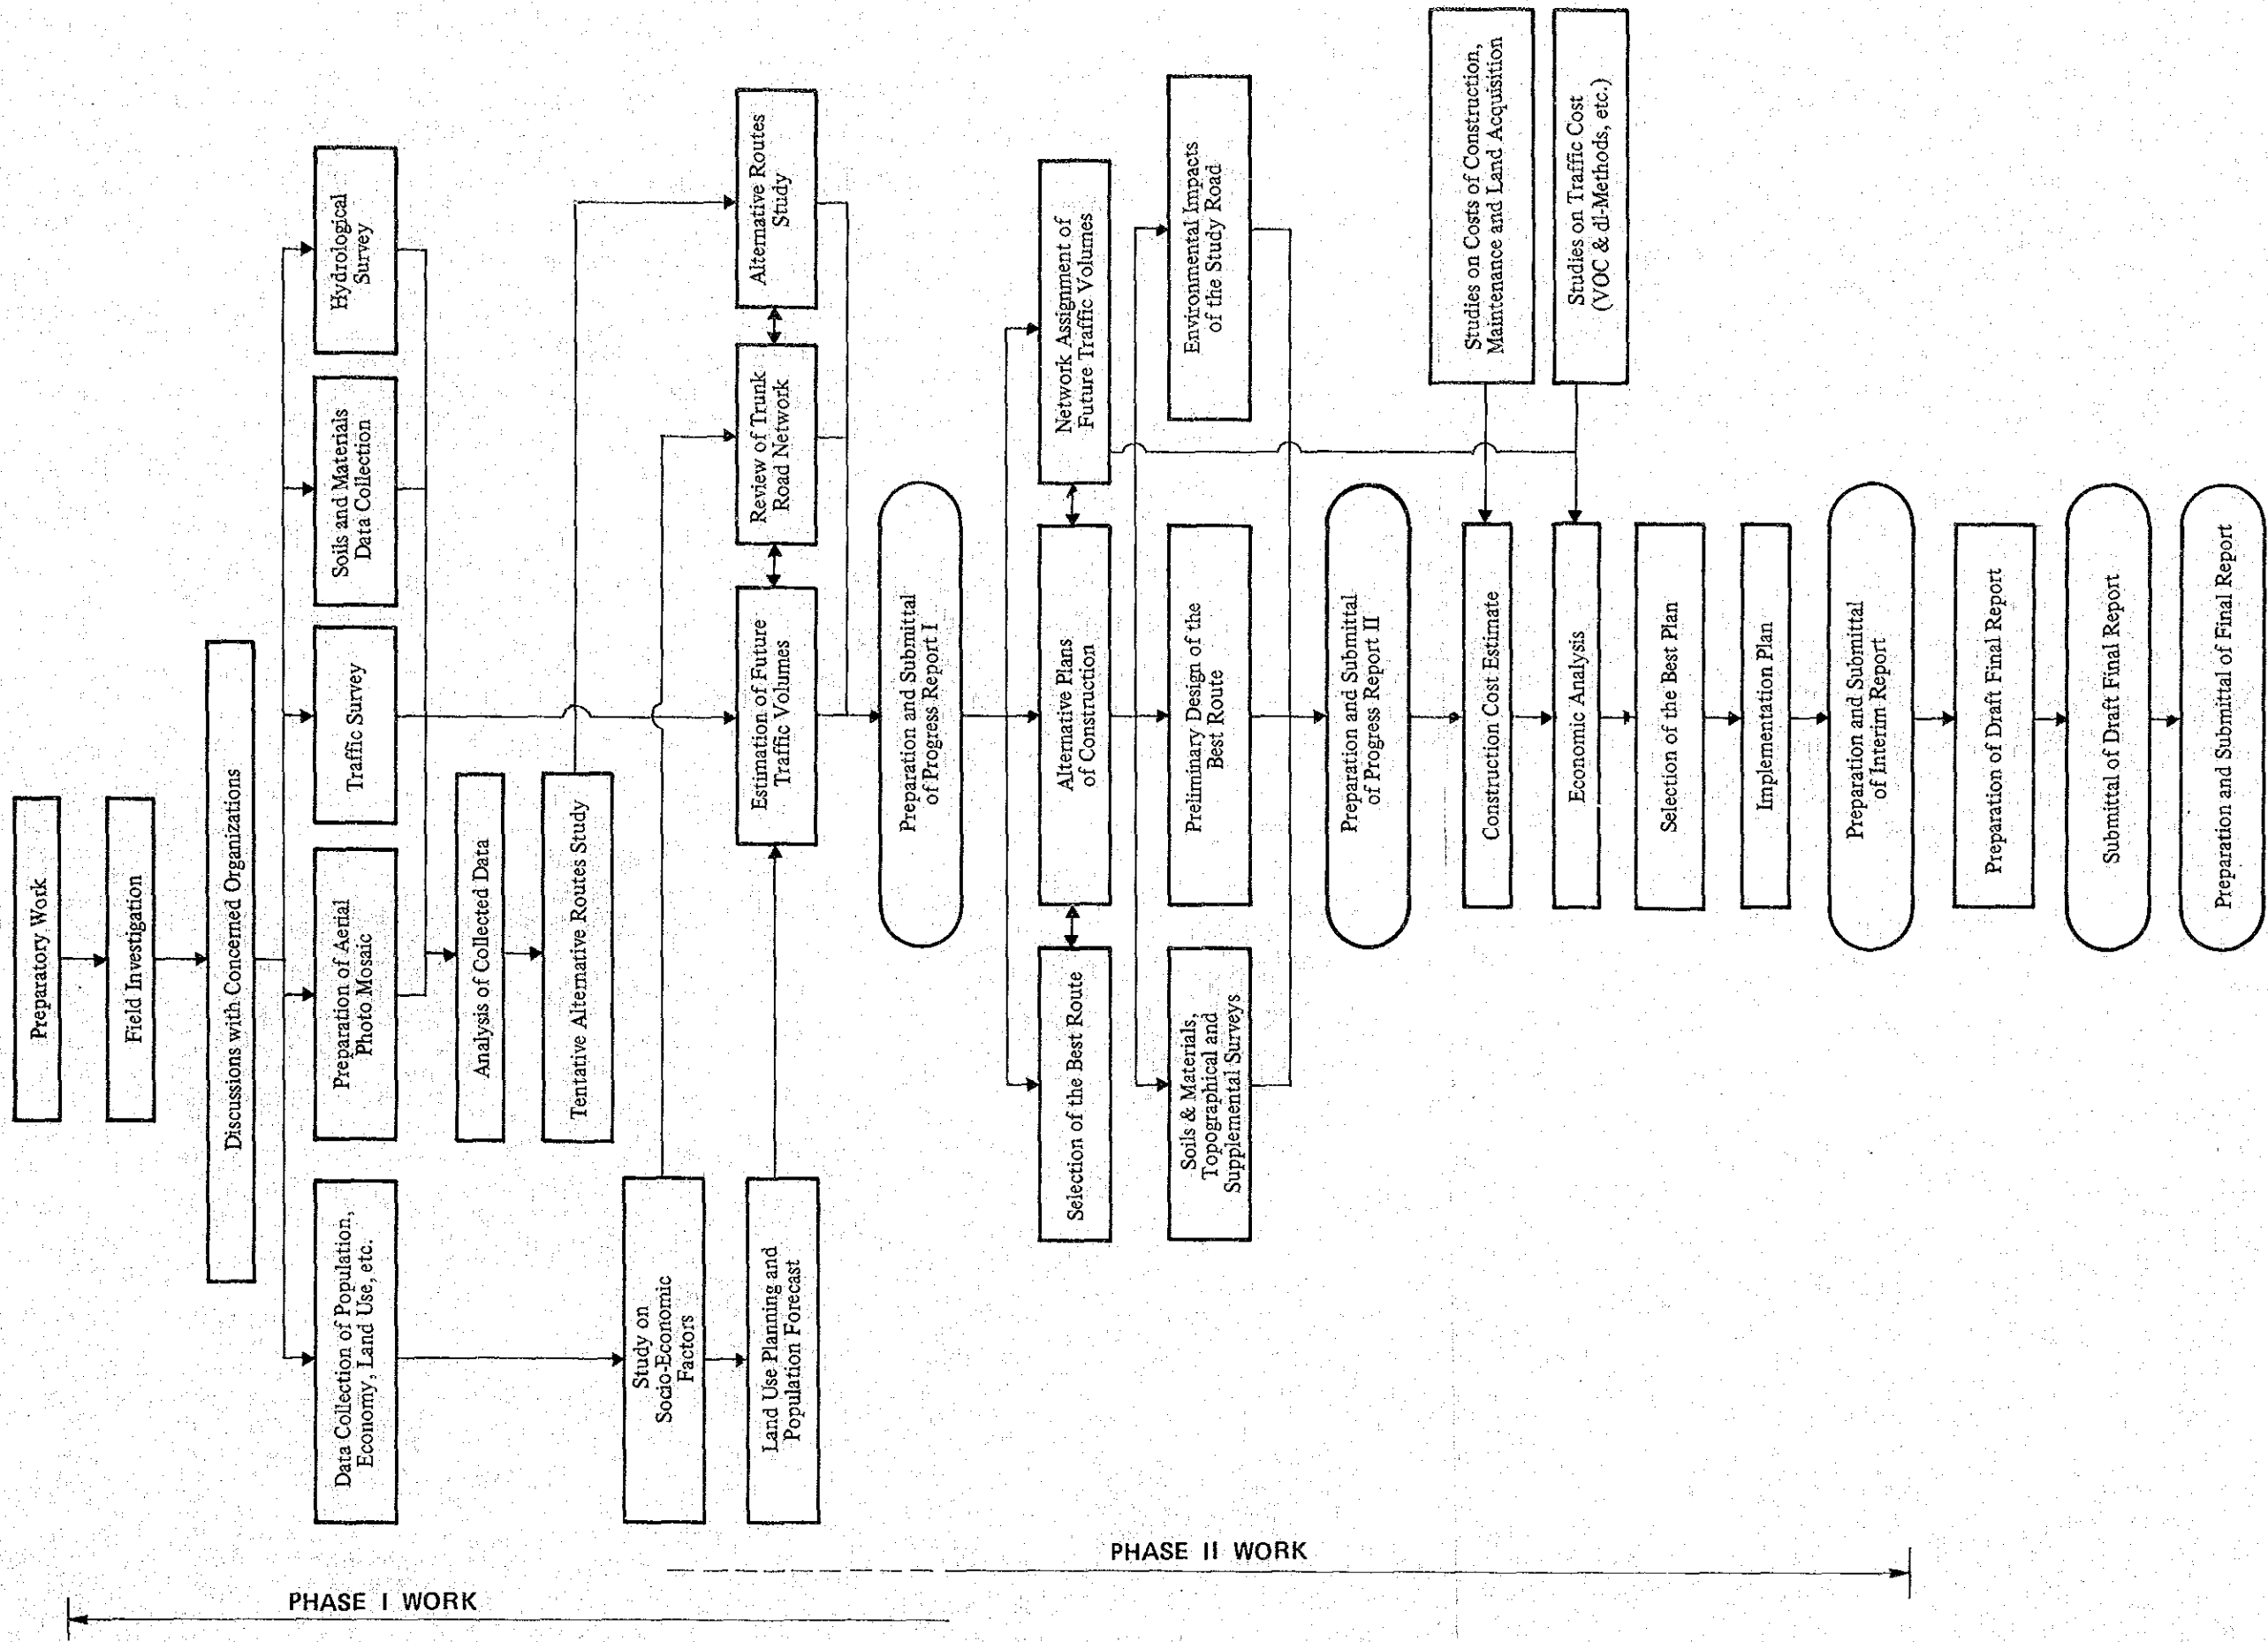 Preparatory Work
Field Investigation
Discussions with Concerned Organizations
Data Collection of Population,
Economy, Land Use, etc.
Preparation of Aerial
Photo Mosaic
Traffic Survey
Soils and Materials
Data Collection
Hydrological
Survey
Analysis of Collected Data
Tentative Alternative Routes Study
Study on
Socio-Economic
Factors
Land Use Planning and
Population Forecast
Estimation of Future
Traffic Volumes
Review of Trunk
Road Network
Alternative Routes
Study
Preparation and Submittal
of Progress Report I
Selection of the Best Route
Alternative Plans
of Construction
Network Assignment of
Future Traffic Volumes
Soils & Materials,
Topographical and
Supplemental Surveys
Preliminary Design of the
Best Route
Environmental Impacts
of the Study Road
Preparation and Submittal
of Progress Report II
Studies on Costs of Construction,
Maintenance and Land Acquisition
Construction Cost Estimate
Studies on Traffic Cost
(VOC & dl-Methods, etc.)
Economic Analysis
Selection of the Best Plan
Implementation Plan
Preparation and Submittal
of Interim Report
Preparation of Draft Final Report
Submittal of Draft Final Report
Preparation and Submittal of Final Report
PHASE I WORK
PHASE II WORK